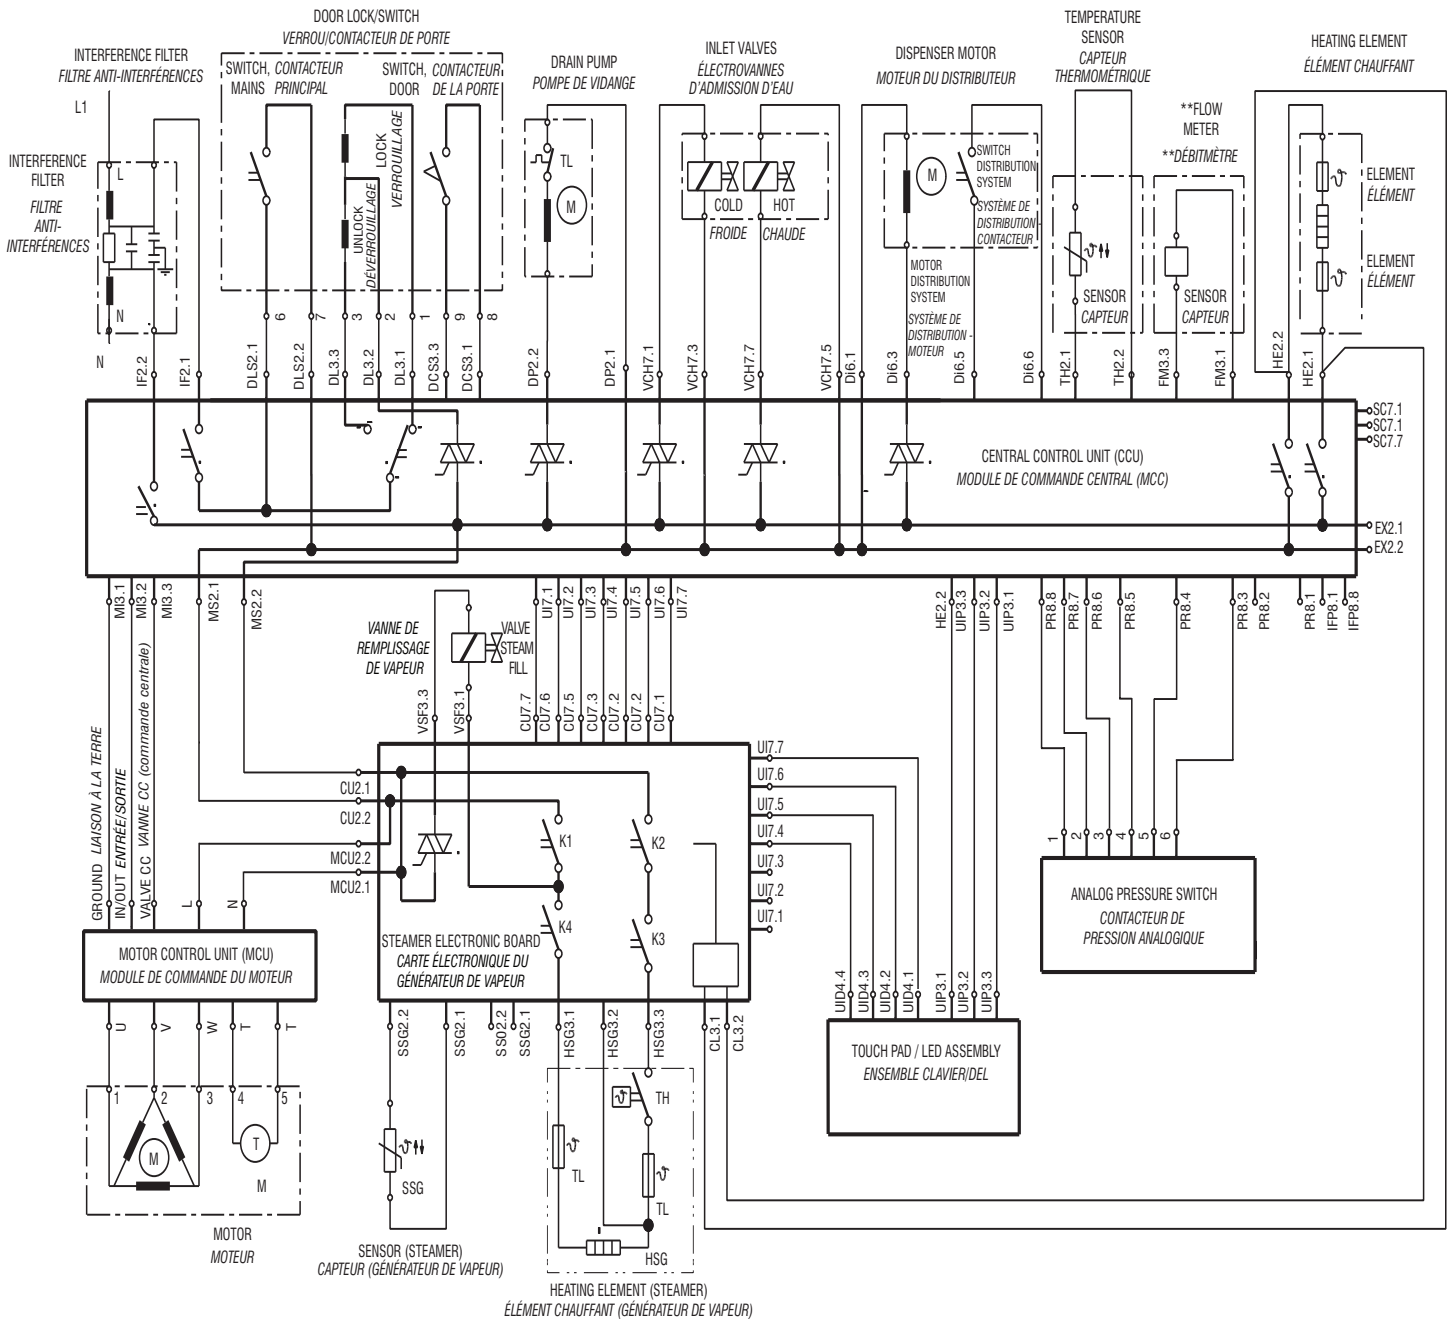 DOOR LOCK/SWITCH
VERROU/CONTACTEUR DE PORTE
INTERFERENCE FILTER
FILTRE ANTI-INTERFÉRENCES
SWITCH, CONTACTEUR
MAINS PRINCIPAL
SWITCH, CONTACTEUR
DOOR DE LA PORTE
DRAIN PUMP
POMPE DE VIDANGE
INLET VALVES
ÉLECTROVANNES
D'ADMISSION D'EAU
DISPENSER MOTOR
MOTEUR DU DISTRIBUTEUR
TEMPERATURE
SENSOR
CAPTEUR
THERMOMÉTRIQUE
HEATING ELEMENT
ÉLÉMENT CHAUFFANT
**FLOW
METER
**DÉBITMÈTRE
L1
INTERFERENCE
FILTER
FILTRE
ANTI-
INTERFÉRENCES
L
N
N
LOCK
VERROUILLAGE
UNLOCK
DÉVERROUILLAGE
TL
M
COLD
FROIDE
HOT
CHAUDE
M
SWITCH
DISTRIBUTION
SYSTEM
SYSTÈME DE
DISTRIBUTION -
CONTACTEUR
MOTOR
DISTRIBUTION
SYSTEM
SYSTÈME DE
DISTRIBUTION -
MOTEUR
SENSOR
CAPTEUR
SENSOR
CAPTEUR
ELEMENT
ÉLÉMENT
ELEMENT
ÉLÉMENT
6
7
3
2
1
9
8
IF2.2
IF2.1
DLS2.1
DLS2.2
DL3.3
DL3.2
DL3.1
DCS3.3
DCS3.1
DP2.2
DP2.1
VCH7.1
VCH7.3
VCH7.7
VCH7.5
Di6.1
Di6.3
Di6.5
Di6.6
TH2.1
TH2.2
FM3.3
FM3.1
HE2.2
HE2.1
SC7.1
SC7.1
SC7.7
CENTRAL CONTROL UNIT (CCU)
MODULE DE COMMANDE CENTRAL (MCC)
EX2.1
EX2.2
MI3.1
MI3.2
MI3.3
MS2.1
MS2.2
UI7.1
UI7.2
UI7.3
UI7.4
UI7.5
UI7.6
UI7.7
HE2.2
UIP3.3
UIP3.2
UIP3.1
PR8.8
PR8.7
PR8.6
PR8.5
PR8.4
PR8.3
PR8.2
PR8.1
IFP8.1
IFP8.8
VANNE DE
REMPLISSAGE
DE VAPEUR
VALVE
STEAM
FILL
VSF3.3
VSF3.1
CU7.7
CU7.6
CU7.5
CU7.3
CU7.2
CU7.2
CU7.1
GROUND LIAISON À LA TERRE
IN/OUT ENTRÉE/SORTIE
VALVE CC VANNE CC (commande centrale)
L
N
CU2.1
CU2.2
MCU2.2
MCU2.1
K1
K2
K4
K3
UI7.7
UI7.6
UI7.5
UI7.4
UI7.3
UI7.2
UI7.1
1
2
3
4
5
6
ANALOG PRESSURE SWITCH
CONTACTEUR DE
PRESSION ANALOGIQUE
STEAMER ELECTRONIC BOARD
CARTE ÉLECTRONIQUE DU
GÉNÉRATEUR DE VAPEUR
MOTOR CONTROL UNIT (MCU)
MODULE DE COMMANDE DU MOTEUR
U
V
W
T
T
SSG2.2
SSG2.1
SS02.2
SSG2.1
HSG3.1
HSG3.2
HSG3.3
CL3.1
CL3.2
UID4.4
UID4.3
UID4.2
UID4.1
UIP3.1
UIP3.2
UIP3.3
TOUCH PAD / LED ASSEMBLY
ENSEMBLE CLAVIER/DEL
1
2
3
4
5
M
T
M
MOTOR
MOTEUR
SSG
SENSOR (STEAMER)
CAPTEUR (GÉNÉRATEUR DE VAPEUR)
TH
TL
TL
HSG
HEATING ELEMENT (STEAMER)
ÉLÉMENT CHAUFFANT (GÉNÉRATEUR DE VAPEUR)